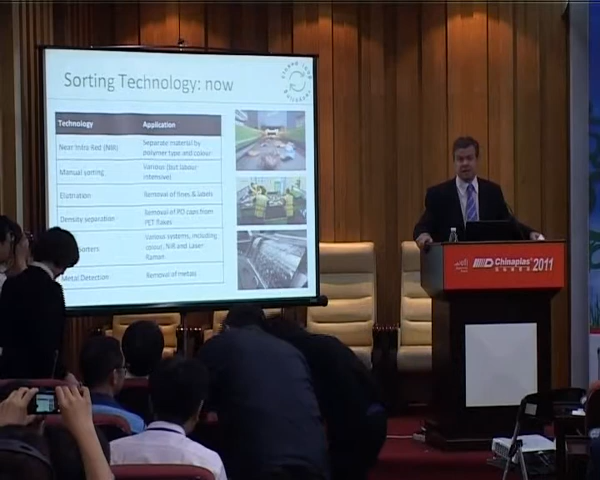 Sorting Technology: now
Technology Application
Near Infra Red (NIR) Separate material by
polymer type and colour
Manual sorting Various (but labour
intensive)
Elutriation Removal of fines & labels
Density separation Removal of PO caps from
PET flakes
sorters Various systems, including
colour, NIR and Laser
Raman
Metal Detection Removal of metals
Chinaplas 2011